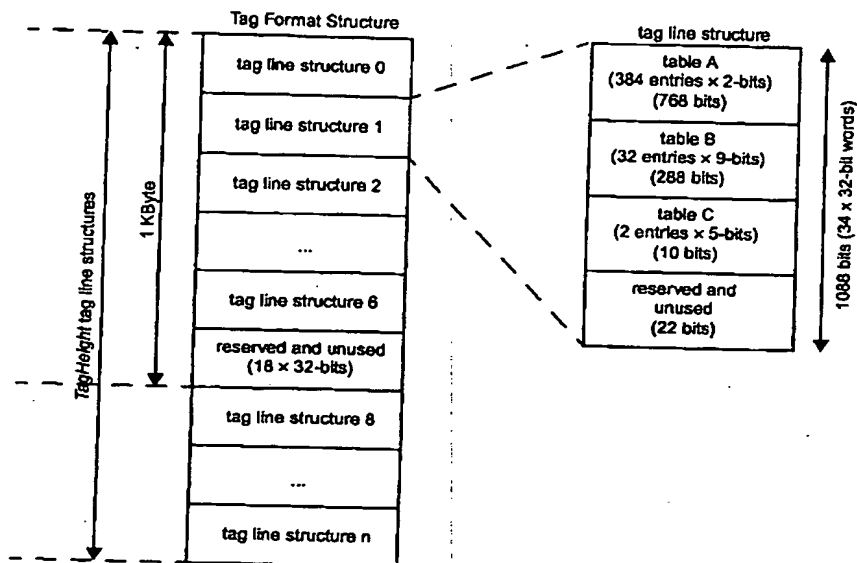 Tag Format Structure
tag line structure 0
tag line structure 1
tag line structure 2
...
tag line structure 6
reserved and unused
(18 × 32-bits)
tag line structure 8
...
tag line structure n
TagHeight tag line structures
1 KByte
tag line structure
table A
(384 entries × 2-bits)
(768 bits)
table B
(32 entries × 9-bits)
(288 bits)
table C
(2 entries × 5-bits)
(10 bits)
reserved and
unused
(22 bits)
1088 bits (34 x 32-bit words)